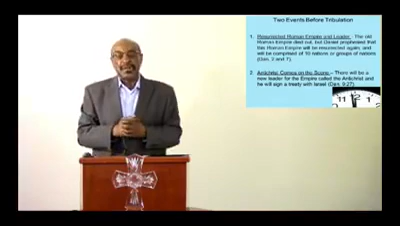 Two Events Before Tribulation
1. Resurrected Roman Empire and Leader - The old
Roman Empire died out, but Daniel prophesied that
this Roman Empire will be resurrected again; and
will be comprised of 10 nations or groups of nations
(Dan. 2 and 7).
2. Antichrist Comes on the Scene - There will be a
new leader for the Empire called the Antichrist and
he will sign a treaty with Israel (Dan. 9:27).
11 12 1